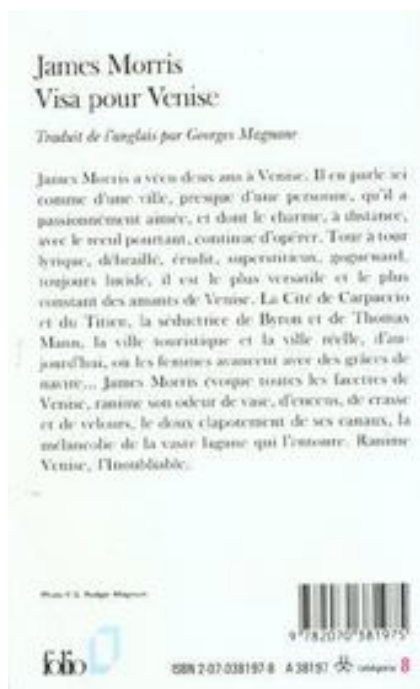 James Morris
Visa pour Venise
Traduit de l'anglais par Georges Magnane
James Morris a vécu deux ans à Venise. Il en parle ici
comme d'une ville, presque d'une personne, qu'il a
passionnément aimée, et dont le charme, à distance,
avec le recul pourtant, continue d'opérer. Tour à tour
lyrique, débraillé, érudit, superstitieux, goguenard,
toujours lucide, il est le plus versatile et le plus
constant des amants de Venise. La Cité de Carpaccio
et du Titien, la séductrice de Byron et de Thomas
Mann, la ville touristique et la ville réelle, d'au-
jourd'hui, où les femmes avancent avec des grâces de
navire... James Morris évoque toutes les facettes de
Venise, ranime son odeur de vase, d'encens, de crasse
et de velours, le doux clapotement de ses canaux, la
mélancolie de la vaste lagune qui l'entoure. Ranime
Venise, l'Inoubliable.
Photo © G. Rodger Magnum
9 782070 381975
folio
ISBN 2-07-038197-8 A 38197 catégorie 8